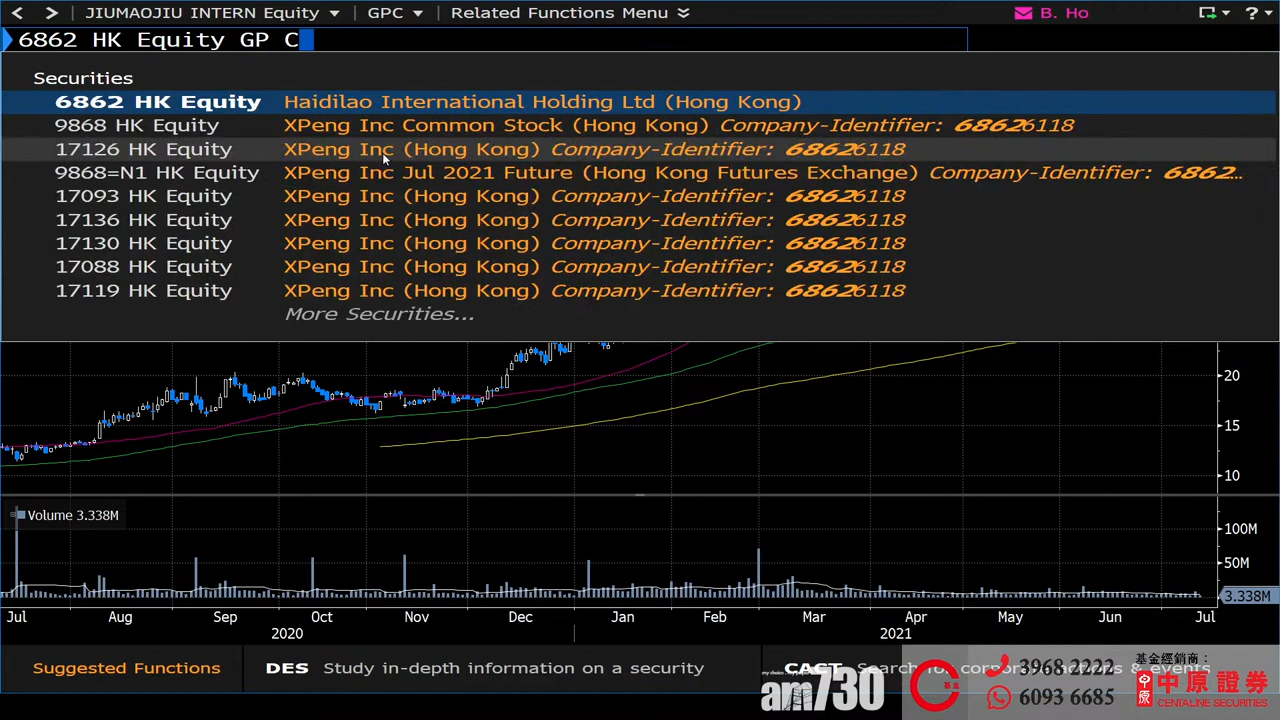 JIUMAOJIU INTERN Equity GPC Related Functions Menu B. Ho ?
6862 HK Equity GP C
Securities
6862 HK Equity Haidilao International Holding Ltd (Hong Kong)
9868 HK Equity XPeng Inc Common Stock (Hong Kong) Company-Identifier: 68626118
17126 HK Equity XPeng Inc (Hong Kong) Company-Identifier: 68626118
9868=N1 HK Equity XPeng Inc Jul 2021 Future (Hong Kong Futures Exchange) Company-Identifier: 6862...
17093 HK Equity XPeng Inc (Hong Kong) Company-Identifier: 68626118
17136 HK Equity XPeng Inc (Hong Kong) Company-Identifier: 68626118
17130 HK Equity XPeng Inc (Hong Kong) Company-Identifier: 68626118
17088 HK Equity XPeng Inc (Hong Kong) Company-Identifier: 68626118
17119 HK Equity XPeng Inc (Hong Kong) Company-Identifier: 68626118
More Securities...
20
15
10
Volume 3.338M
100M
50M
3.338M
Jul Aug Sep Oct Nov Dec Jan Feb Mar Apr May Jun Jul
2020 2021
Suggested Functions DES Study in-depth information on a security CACT Search for corporate actions & events
am730
基金
3968 2222
6093 6685
基金經銷商：
中原證券
CENTALINE SECURITIES